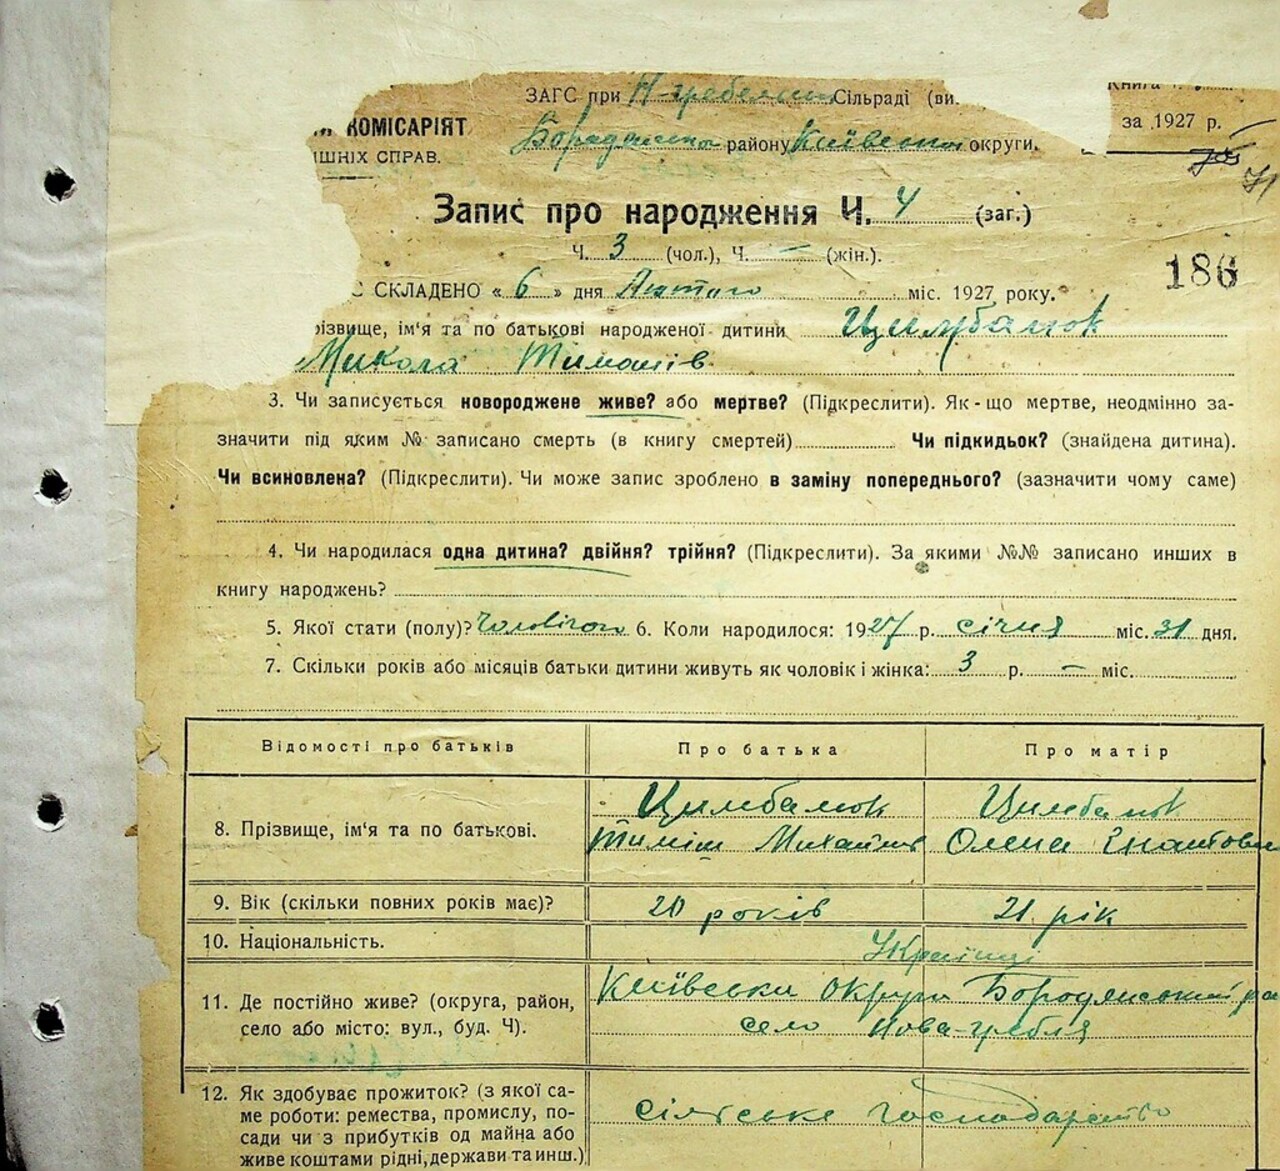 ЗАГС при Н-гребельск Сільраді (ви.
за 1927 р.
КОМІСАРІЯТ
ШНІХ СПРАВ.
Бородянсько району Київської округи.
71
Запис про народження Ч. 4 (заг.)
Ч. 3 (чол.), Ч. — (жін.).
186
С СКЛАДЕНО « 6 » дня Лютого міс. 1927 року.
різвище, ім'я та по батькові народженої дитини Цимбалюк
Микола Тимошів
3. Чи записується новороджене живе? або мертве? (Підкреслити). Як-що мертве, неодмінно за-
значити під яким № записано смерть (в книгу смертей) Чи підкидьок? (знайдена дитина).
Чи всиновлена? (Підкреслити). Чи може запис зроблено в заміну попереднього? (зазначити чому саме)
4. Чи народилася одна дитина? двійня? трійня? (Підкреслити). За якими №№ записано инших в
книгу народжень?
5. Якої стати (полу)? Чоловічої 6. Коли народилося: 1927 р. січня міс. 31 дня.
7. Скільки років або місяців батьки дитини живуть як чоловік і жінка: 3 р. — міс.
Відомості про батьків Про батька Про матір
Цимбалюк Цимбалюк
8. Прізвище, ім'я та по батькові. Тиміш Михайлів Олена Гнатовна
9. Вік (скільки повних років має)? 20 років 21 рік
10. Національність. Українці
11. Де постійно живе? (округа, район, Київська округа Бородянський ра
село або місто: вул., буд. Ч). село Нова-гребля
12. Як здобуває прожиток? (з якої са-
ме роботи: ремества, промислу, по- сільське господарство
сади чи з прибутків од майна або
живе коштами рідні, держави та инш.)